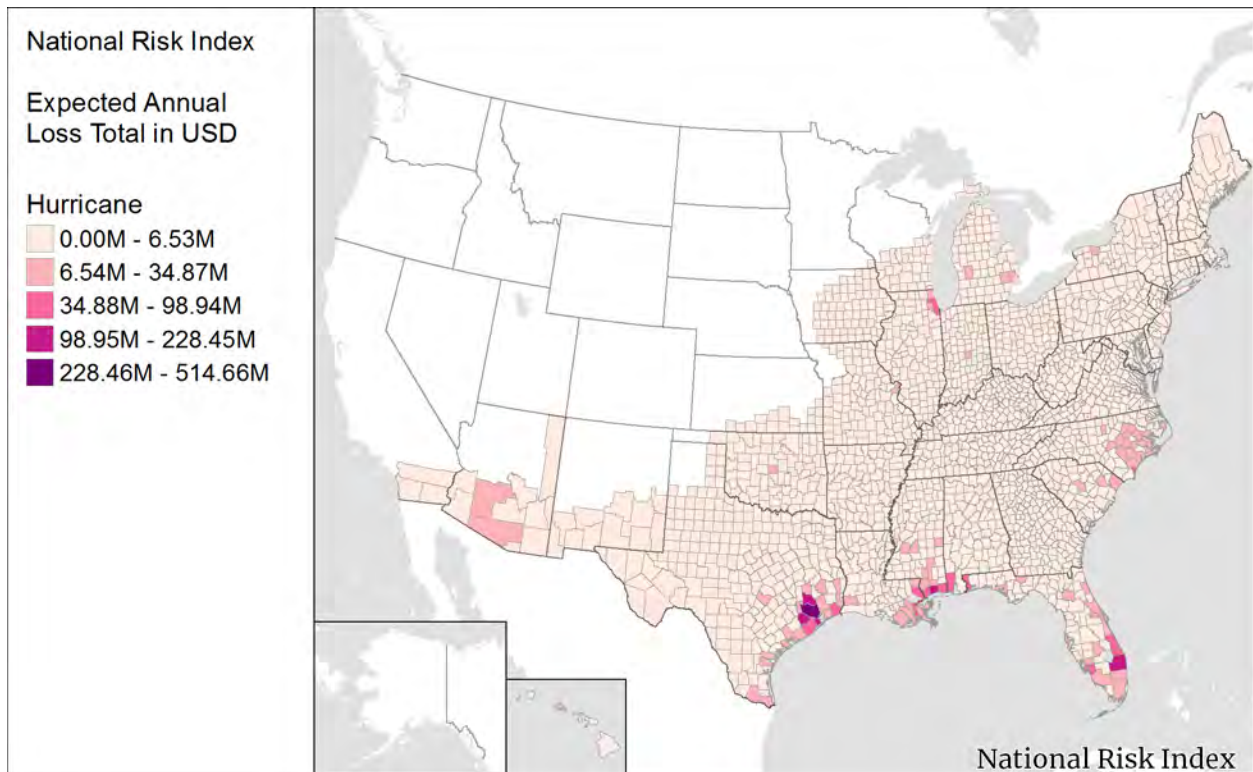 National Risk Index
Expected Annual
Loss Total in USD
Hurricane
0.00M - 6.53M
6.54M - 34.87M
34.88M - 98.94M
98.95M - 228.45M
228.46M - 514.66M
National Risk Index